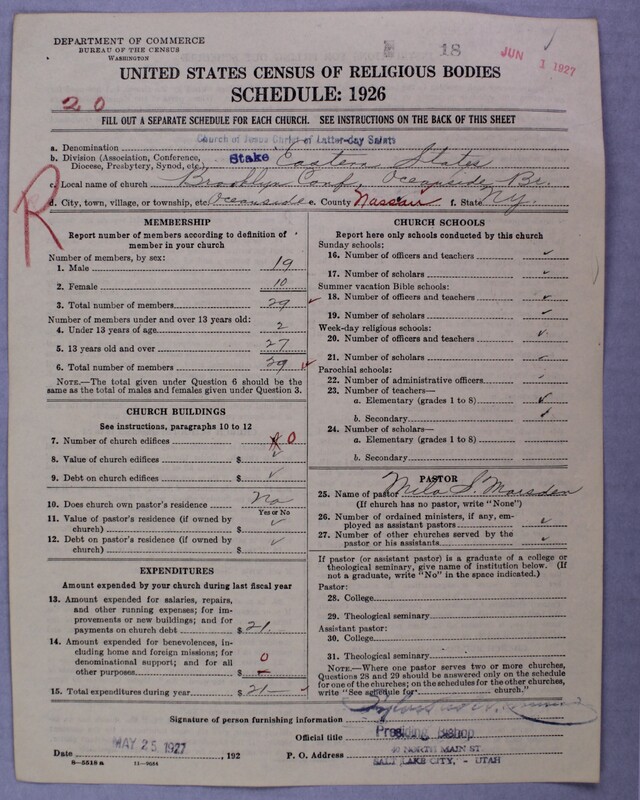 DEPARTMENT OF COMMERCE
BUREAU OF THE CENSUS
WASHINGTON
18
JUN 1 1927
UNITED STATES CENSUS OF RELIGIOUS BODIES
SCHEDULE: 1926
20
FILL OUT A SEPARATE SCHEDULE FOR EACH CHURCH. SEE INSTRUCTIONS ON THE BACK OF THIS SHEET
Church of Jesus Christ of Latter-day Saints
a. Denomination
b. Division (Association, Conference, Diocese, Presbytery, Synod, etc.) Stake Eastern States
c. Local name of church Brooklyn Conf. Oceanside Br.
d. City, town, village, or township, etc. Oceanside e. County Nassau f. State N.Y.
R
MEMBERSHIP
Report number of members according to definition of member in your church
Number of members, by sex:
1. Male 19
2. Female 10
3. Total number of members 29
Number of members under and over 13 years old:
4. Under 13 years of age 2
5. 13 years old and over 27
6. Total number of members 29
NOTE.—The total given under Question 6 should be the same as the total of males and females given under Question 3.
CHURCH BUILDINGS
See instructions, paragraphs 10 to 12
7. Number of church edifices 0
8. Value of church edifices $
9. Debt on church edifices $
10. Does church own pastor's residence No
Yes or No
11. Value of pastor's residence (if owned by church) $
12. Debt on pastor's residence (if owned by church) $
EXPENDITURES
Amount expended by your church during last fiscal year
13. Amount expended for salaries, repairs, and other running expenses; for improvements or new buildings; and for payments on church debt $ 21.
14. Amount expended for benevolences, including home and foreign missions; for denominational support; and for all other purposes $ 0
15. Total expenditures during year $ 21—
CHURCH SCHOOLS
Report here only schools conducted by this church
Sunday schools:
16. Number of officers and teachers
17. Number of scholars
Summer vacation Bible schools:
18. Number of officers and teachers
19. Number of scholars
Week-day religious schools:
20. Number of officers and teachers
21. Number of scholars
Parochial schools:
22. Number of administrative officers
23. Number of teachers—
a. Elementary (grades 1 to 8)
b. Secondary
24. Number of scholars—
a. Elementary (grades 1 to 8)
b. Secondary
PASTOR
25. Name of pastor Milo S. Marsden
(If church has no pastor, write "None")
26. Number of ordained ministers, if any, employed as assistant pastors
27. Number of other churches served by the pastor or his assistants
If pastor (or assistant pastor) is a graduate of a college or theological seminary, give name of institution below. (If not a graduate, write "No" in the space indicated.)
Pastor:
28. College
29. Theological seminary
Assistant pastor:
30. College
31. Theological seminary
NOTE.—Where one pastor serves two or more churches, Questions 28 and 29 should be answered only on the schedule for one of the churches; on the schedules for the other churches, write "See schedule for church."
Signature of person furnishing information
Official title Presiding Bishop
Date MAY 25 1927, 192
P. O. Address 40 NORTH MAIN ST
SALT LAKE CITY, - UTAH
8—5518 a
11—9684